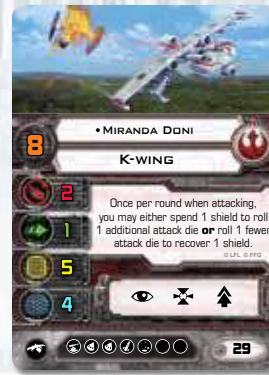 •MIRANDA DONI
8
K-WING
2
Once per round when attacking,
you may either spend 1 shield to roll
1 additional attack die or roll 1 fewer
attack die to recover 1 shield.
©LFL ©FFG
1
5
4
29